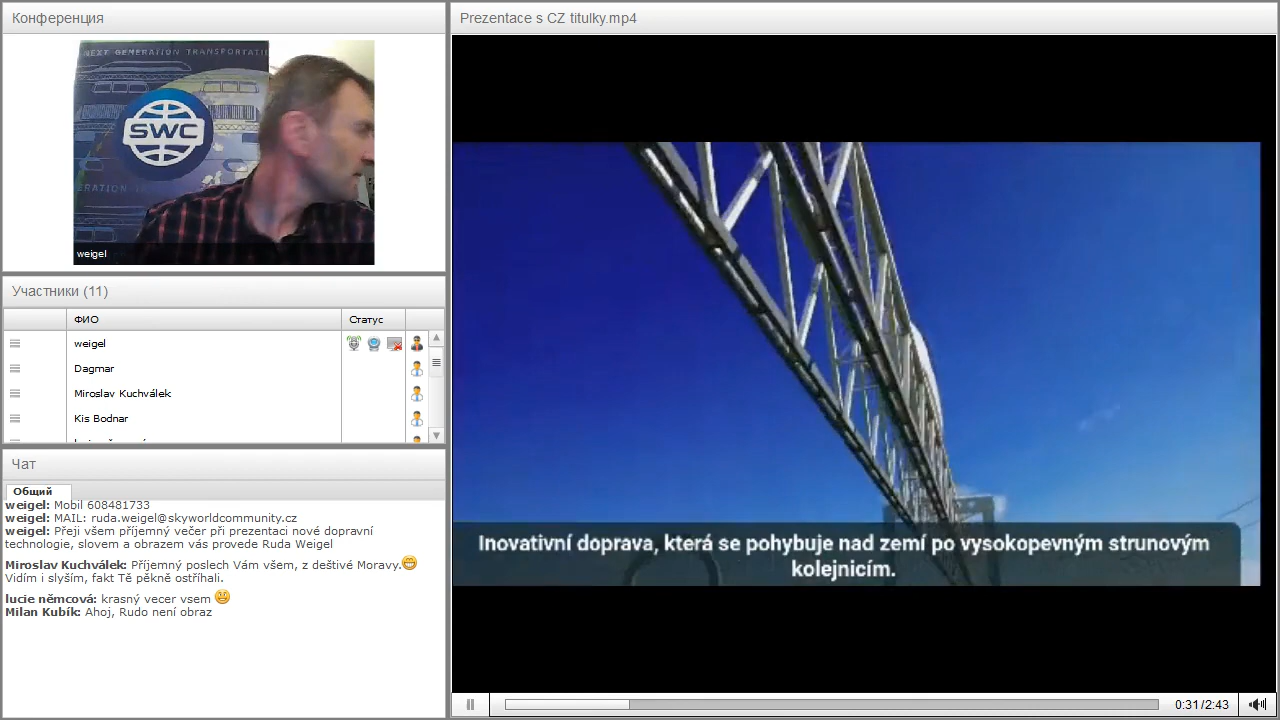 Конференция
NEXT GENERATION TRANSPORTATI
SWC
ERATION
weigel
Участники (11)
ФИО
Статус
weigel
Dagmar
Miroslav Kuchválek
Kis Bodnar
Чат
Общий
weigel: Mobil 608481733
weigel: MAIL: ruda.weigel@skyworldcommunity.cz
weigel: Přeji všem příjemný večer při prezentaci nové dopravní
technologie, slovem a obrazem vás provede Ruda Weigel
Miroslav Kuchválek: Příjemný poslech Vám všem, z deštivé Moravy.
Vidím i slyším, fakt Tě pěkně ostříhali.
lucie němcová: krasný vecer vsem
Milan Kubík: Ahoj, Rudo není obraz
Prezentace s CZ titulky.mp4
Inovativní doprava, která se pohybuje nad zemí po vysokopevným strunovým
kolejnicím.
0:31/2:43